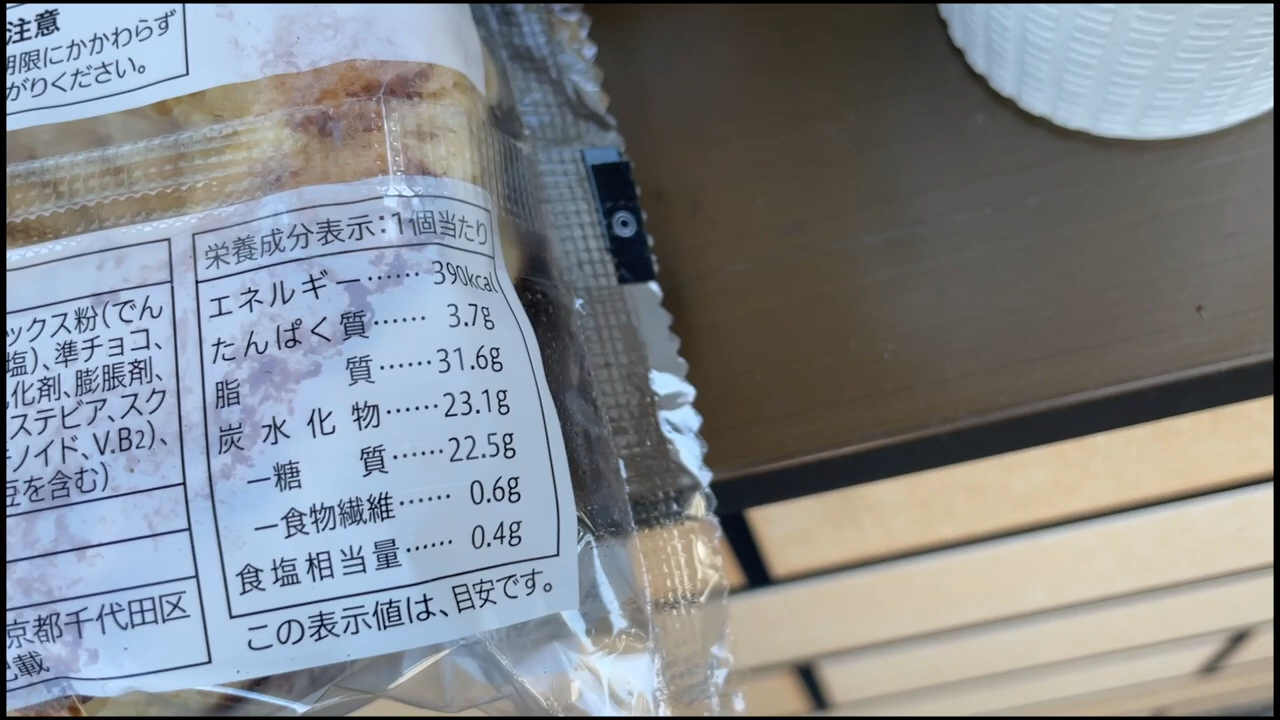 注意
期限にかかわらず
がりください。
ックス粉(でん
塩)、準チョコ、
化剤、膨脹剤、
ステビア、スク
ノイド、V.B2)、
豆を含む)
京都千代田区
記載
栄養成分表示:1個当たり
エネルギー…… 390kcal
たんぱく質…… 3.7g
脂質……31.6g
炭水化物……23.1g
ー糖質……22.5g
ー食物繊維…… 0.6g
食塩相当量…… 0.4g
この表示値は、目安です。